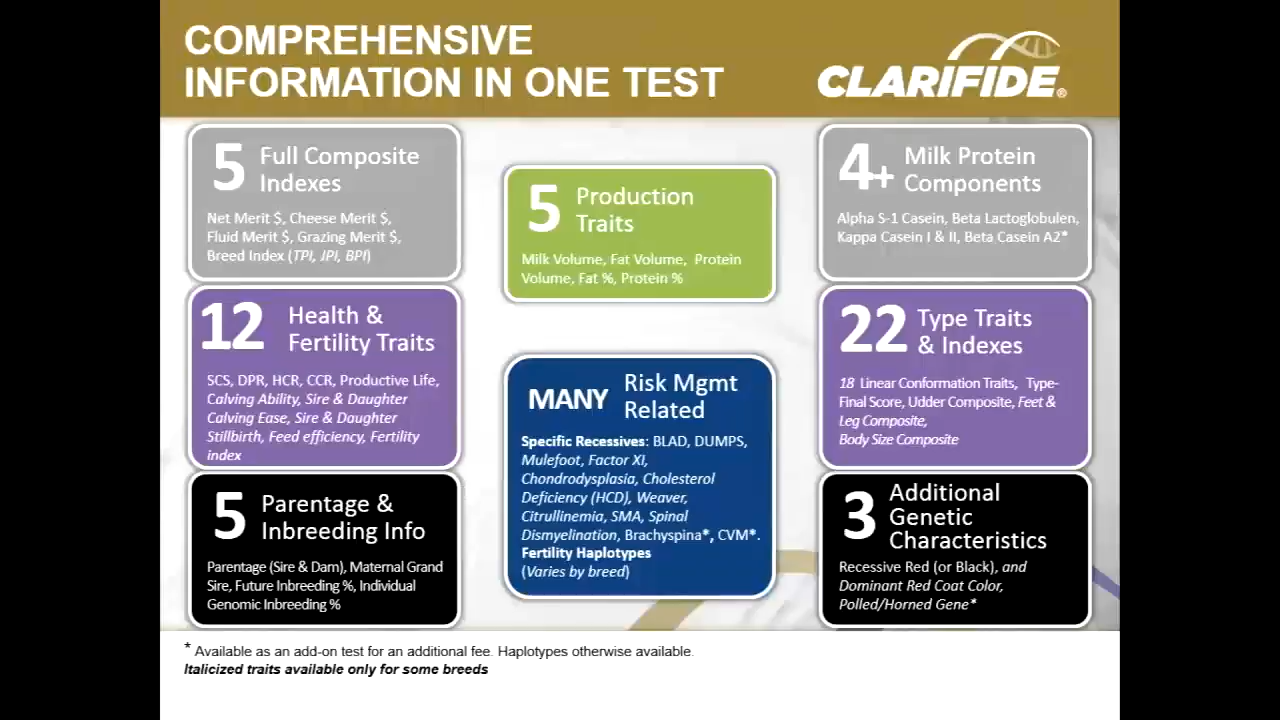 COMPREHENSIVE
INFORMATION IN ONE TEST
CLARIFIDE®
5 Full Composite
Indexes
Net Merit $, Cheese Merit $,
Fluid Merit $, Grazing Merit $,
Breed Index (TPI, JPI, BPI)
12 Health &
Fertility Traits
SCS, DPR, HCR, CCR, Productive Life,
Calving Ability, Sire & Daughter
Calving Ease, Sire & Daughter
Stillbirth, Feed efficiency, Fertility
index
5 Parentage &
Inbreeding Info
Parentage (Sire & Dam), Maternal Grand
Sire, Future Inbreeding %, Individual
Genomic Inbreeding %
5 Production
Traits
Milk Volume, Fat Volume, Protein
Volume, Fat %, Protein %
MANY Risk Mgmt
Related
Specific Recessives: BLAD, DUMPS,
Mulefoot, Factor XI,
Chondrodysplasia, Cholesterol
Deficiency (HCD), Weaver,
Citrullinemia, SMA, Spinal
Dismyelination, Brachyspina*, CVM*.
Fertility Haplotypes
(Varies by breed)
4+ Milk Protein
Components
Alpha S-1 Casein, Beta Lactoglobulen,
Kappa Casein I & II, Beta Casein A2*
22 Type Traits
& Indexes
18 Linear Conformation Traits, Type-
Final Score, Udder Composite, Feet &
Leg Composite,
Body Size Composite
3 Additional
Genetic
Characteristics
Recessive Red (or Black), and
Dominant Red Coat Color,
Polled/Horned Gene*
* Available as an add-on test for an additional fee. Haplotypes otherwise available.
Italicized traits available only for some breeds